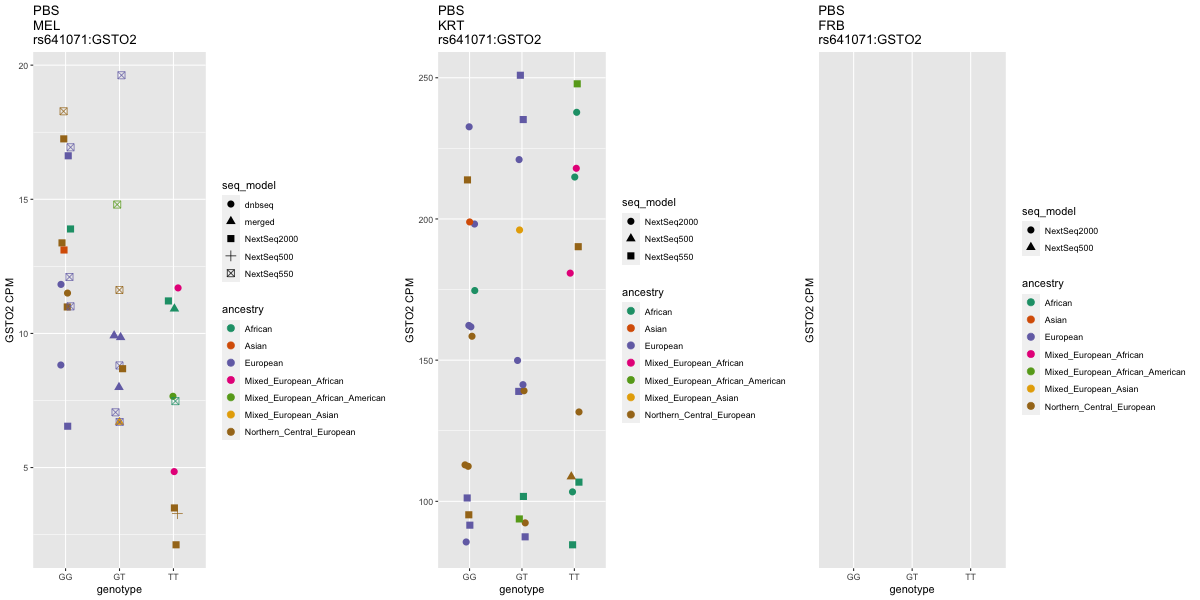 PBS
MEL
rs641071:GSTO2
20
15
10
5
GSTO2 CPM
GG
GT
TT
genotype
seq_model
dnbseq
merged
NextSeq2000
NextSeq500
NextSeq550
ancestry
African
Asian
European
Mixed_European_African
Mixed_European_African_American
Mixed_European_Asian
Northern_Central_European
PBS
KRT
rs641071:GSTO2
250
200
150
100
GSTO2 CPM
GG
GT
TT
genotype
seq_model
NextSeq2000
NextSeq500
NextSeq550
ancestry
African
Asian
European
Mixed_European_African
Mixed_European_African_American
Mixed_European_Asian
Northern_Central_European
PBS
FRB
rs641071:GSTO2
GSTO2 CPM
GG
GT
TT
genotype
seq_model
NextSeq2000
NextSeq500
ancestry
African
Asian
European
Mixed_European_African
Mixed_European_African_American
Mixed_European_Asian
Northern_Central_European